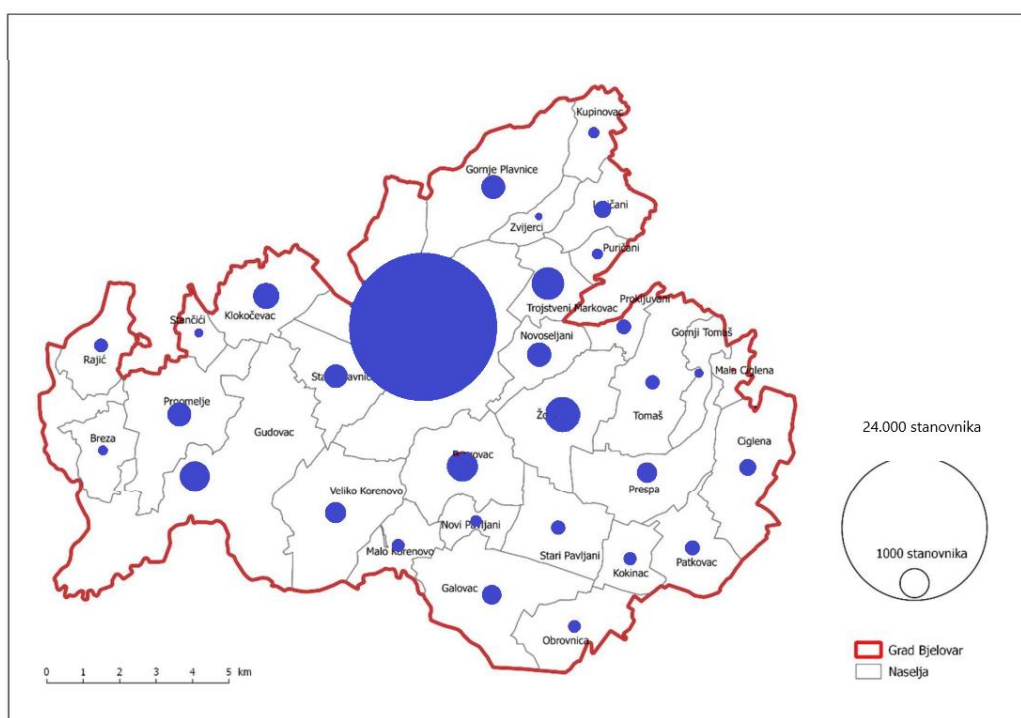 Kupinovac
Gornje Plavnice
Zvijerci
Puričani
Prokljuvani
Trojstveni Markovac
Stančići
Klokočevac
Gornji Tomaš
Novoseljani
Rajić
Mala Ciglena
Tomaš
Breza
Gudovac
Ciglena
24.000 stanovnika
Prespa
Veliko Korenovo
Novi Pavljani
Malo Korenovo
Stari Pavljani
1000 stanovnika
Kokinac
Patkovac
Galovac
Obrovnica
Grad Bjelovar
Naselja
0 1 2 3 4 5 km